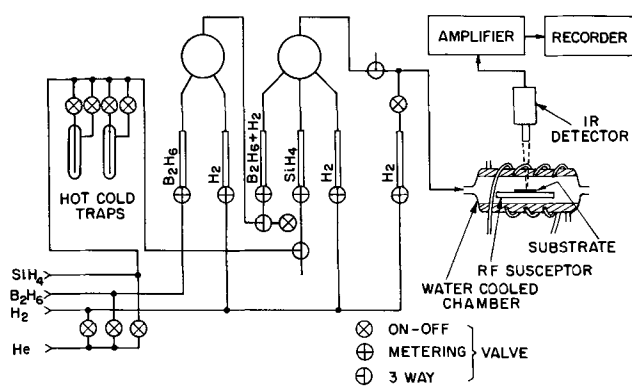 AMPLIFIER
RECORDER
IR
DETECTOR
B2H6
H2
B2H6+H2
SiH4
H2
H2
HOT COLD
TRAPS
SUBSTRATE
RF SUSCEPTOR
WATER COOLED
CHAMBER
SiH4
B2H6
H2
He
ON-OFF
METERING
3 WAY
VALVE